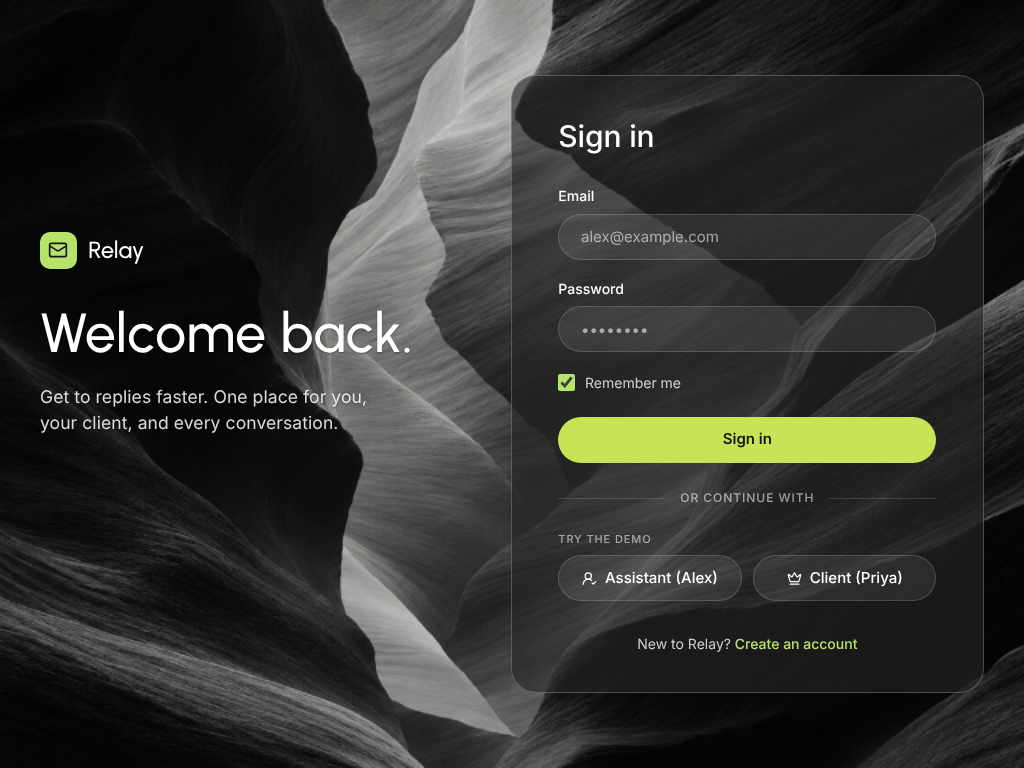 Relay
Welcome back.
Get to replies faster. One place for you,
your client, and every conversation.
Sign in
Email
alex@example.com
Password
••••••••
Remember me
Sign in
OR CONTINUE WITH
TRY THE DEMO
Assistant (Alex)
Client (Priya)
New to Relay? Create an account